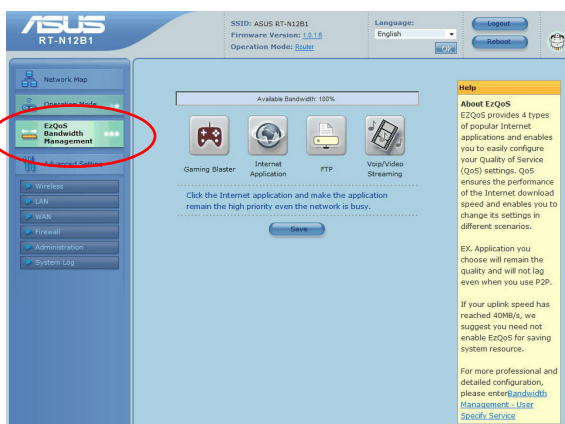 ASUS
RT-N12B1
SSID: ASUS RT-N12B1
Firmware Version: 1.0.1.6
Operation Mode: Router
Language:
English
Logout
Reboot
Network Map
Operation Mode
EzQoS
Bandwidth
Management
Advanced Setting
Wireless
LAN
WAN
Firewall
Administration
System Log
Available Bandwidth: 100%
Gaming Blaster
Internet
Application
FTP
Voip/Video
Streaming
Click the Internet application and make the application
remain the high priority even the network is busy.
Save
Help
About EzQoS
EZQoS provides 4 types
of popular Internet
applications and enables
you to easily configure
your Quality of Service
(QoS) settings. QoS
ensures the performance
of the Internet download
speed and enables you to
change its settings in
different scenarios.
EX. Application you
choose will remain the
quality and will not lag
even when you use P2P.
If your uplink speed has
reached 40MB/s, we
suggest you need not
enable EzQoS for saving
system resource.
For more professional and
detailed configuration,
please enterBandwidth
Management - User
Specify Service